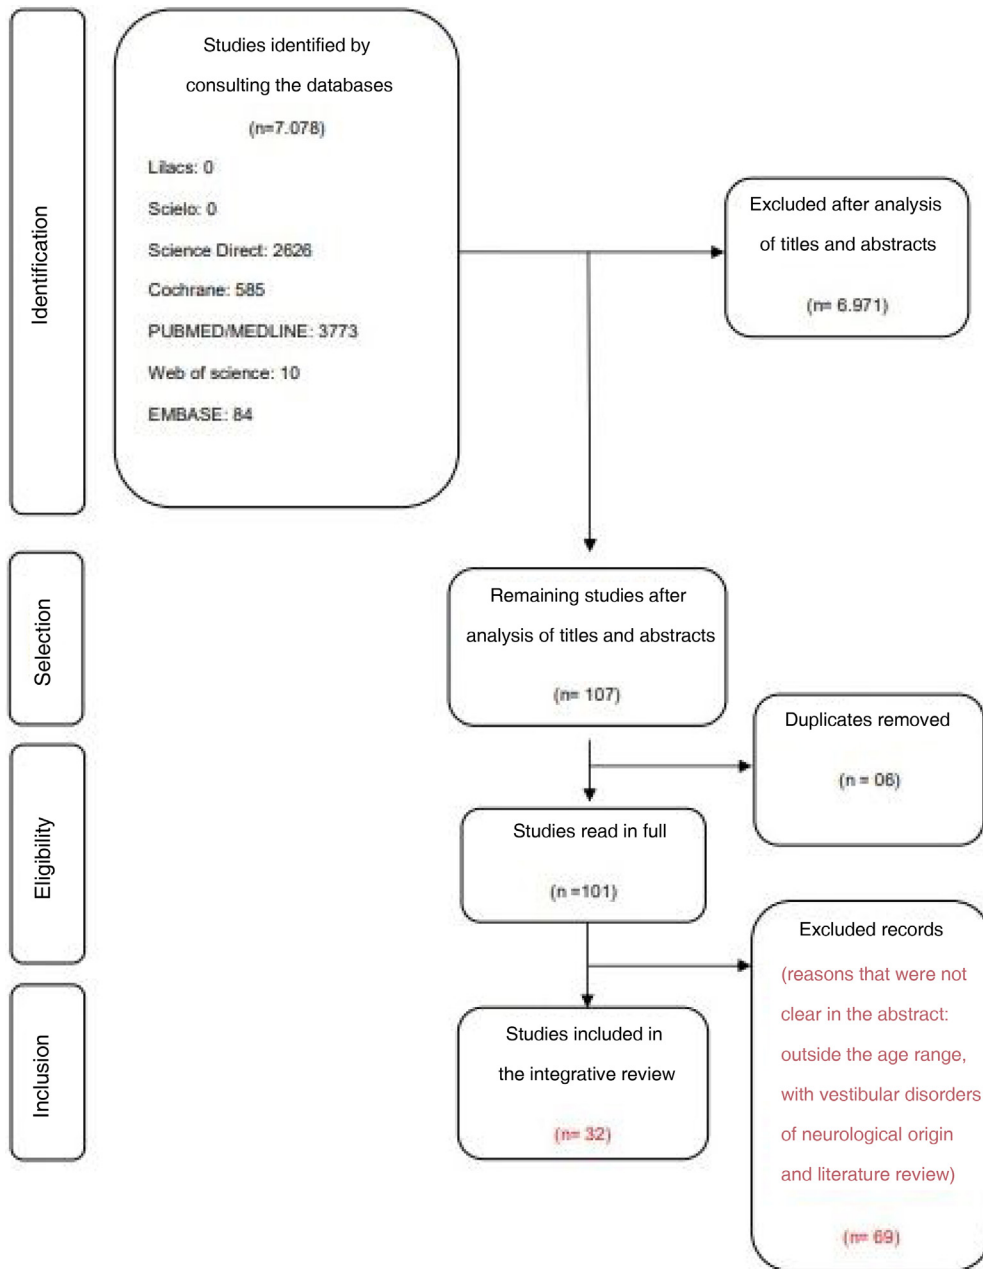 Identification
Studies identified by
consulting the databases
(n=7.078)
Lilacs: 0
Scielo: 0
Science Direct: 2626
Cochrane: 585
PUBMED/MEDLINE: 3773
Web of science: 10
EMBASE: 84
Excluded after analysis
of titles and abstracts
(n= 6.971)
Selection
Remaining studies after
analysis of titles and abstracts
(n= 107)
Duplicates removed
(n = 06)
Eligibility
Studies read in full
(n =101)
Excluded records
(reasons that were not
clear in the abstract:
outside the age range,
with vestibular disorders
of neurological origin
and literature review)
(n= 69)
Inclusion
Studies included in
the integrative review
(n= 32)